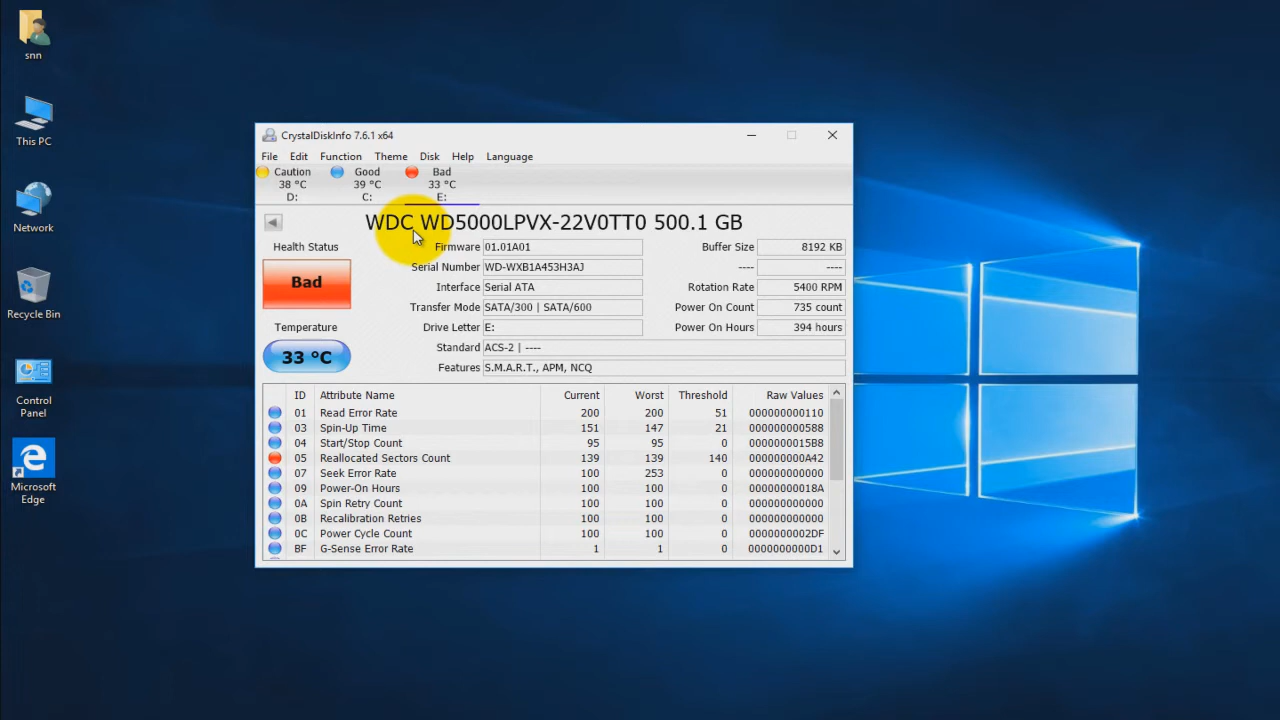 snn
This PC
Network
Recycle Bin
Control
Panel
Microsoft
Edge
CrystalDiskInfo 7.6.1 x64
File Edit Function Theme Disk Help Language
Caution Good Bad
38 °C 39 °C 33 °C
D: C: E:
WDC WD5000LPVX-22V0TT0 500.1 GB
Health Status Firmware 01.01A01 Buffer Size 8192 KB
Bad Serial Number WD-WXB1A453H3AJ ---- ----
Interface Serial ATA Rotation Rate 5400 RPM
Transfer Mode SATA/300 | SATA/600 Power On Count 735 count
Temperature Drive Letter E: Power On Hours 394 hours
33 °C Standard ACS-2 | ----
Features S.M.A.R.T., APM, NCQ
ID Attribute Name Current Worst Threshold Raw Values
01 Read Error Rate 200 200 51 000000000110
03 Spin-Up Time 151 147 21 000000000588
04 Start/Stop Count 95 95 0 0000000015B8
05 Reallocated Sectors Count 139 139 140 000000000A42
07 Seek Error Rate 100 253 0 000000000000
09 Power-On Hours 100 100 0 00000000018A
0A Spin Retry Count 100 100 0 000000000000
0B Recalibration Retries 100 100 0 000000000000
0C Power Cycle Count 100 100 0 0000000002DF
BF G-Sense Error Rate 1 1 0 0000000000D1